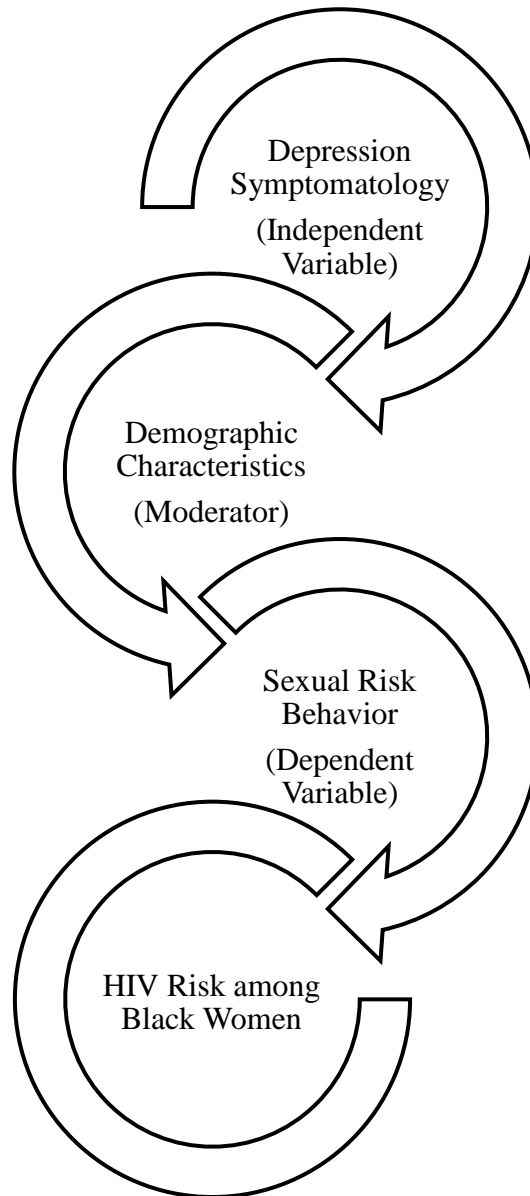 Depression
Symptomatology
(Independent
Variable)
Demographic
Characteristics
(Moderator)
Sexual Risk
Behavior
(Dependent
Variable)
HIV Risk among
Black Women